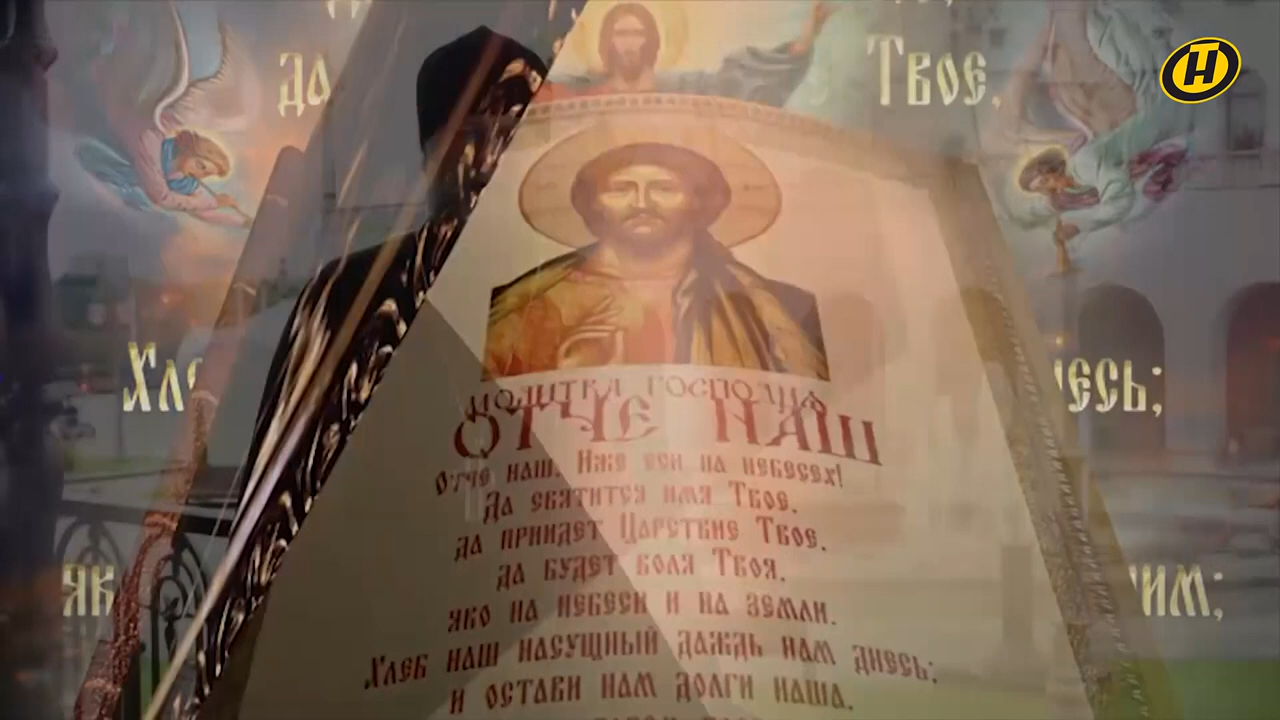 да
Твое,
Н
МОЛИТВА ГОСПОДНЯ
ОТЧЕ НАШ
Отче наш, Иже еси на небесех!
Да святится имя Твое,
да приидет Царствие Твое,
да будет воля Твоя,
яко на небеси и на земли.
Хлеб наш насущный даждь нам днесь;
и остави нам долги наша,